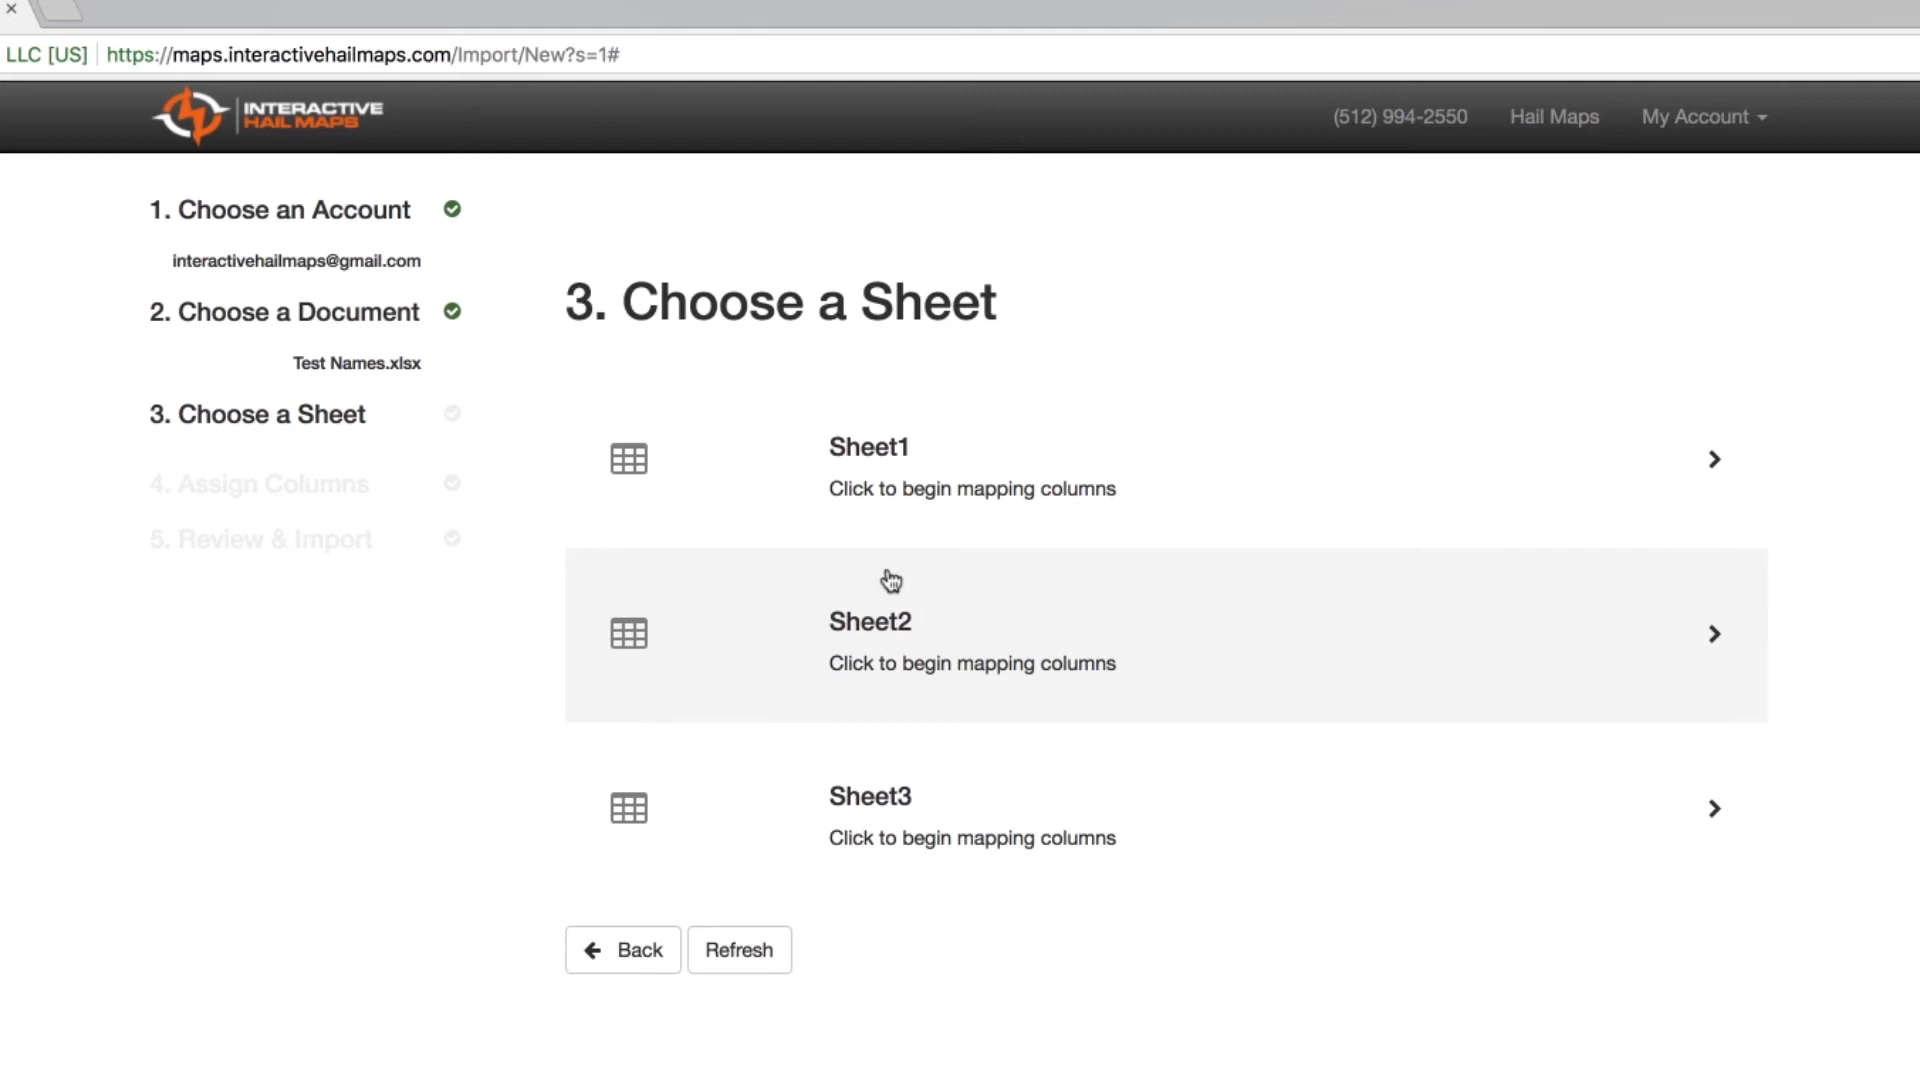 LLC [US] https://maps.interactivehailmaps.com/Import/New?s=1#
INTERACTIVE
HAIL MAPS
(512) 994-2550 Hail Maps My Account
1. Choose an Account
interactivehailmaps@gmail.com
2. Choose a Document
Test Names.xlsx
3. Choose a Sheet
4. Assign Columns
5. Review & Import
3. Choose a Sheet
Sheet1
Click to begin mapping columns
Sheet2
Click to begin mapping columns
Sheet3
Click to begin mapping columns
Back Refresh